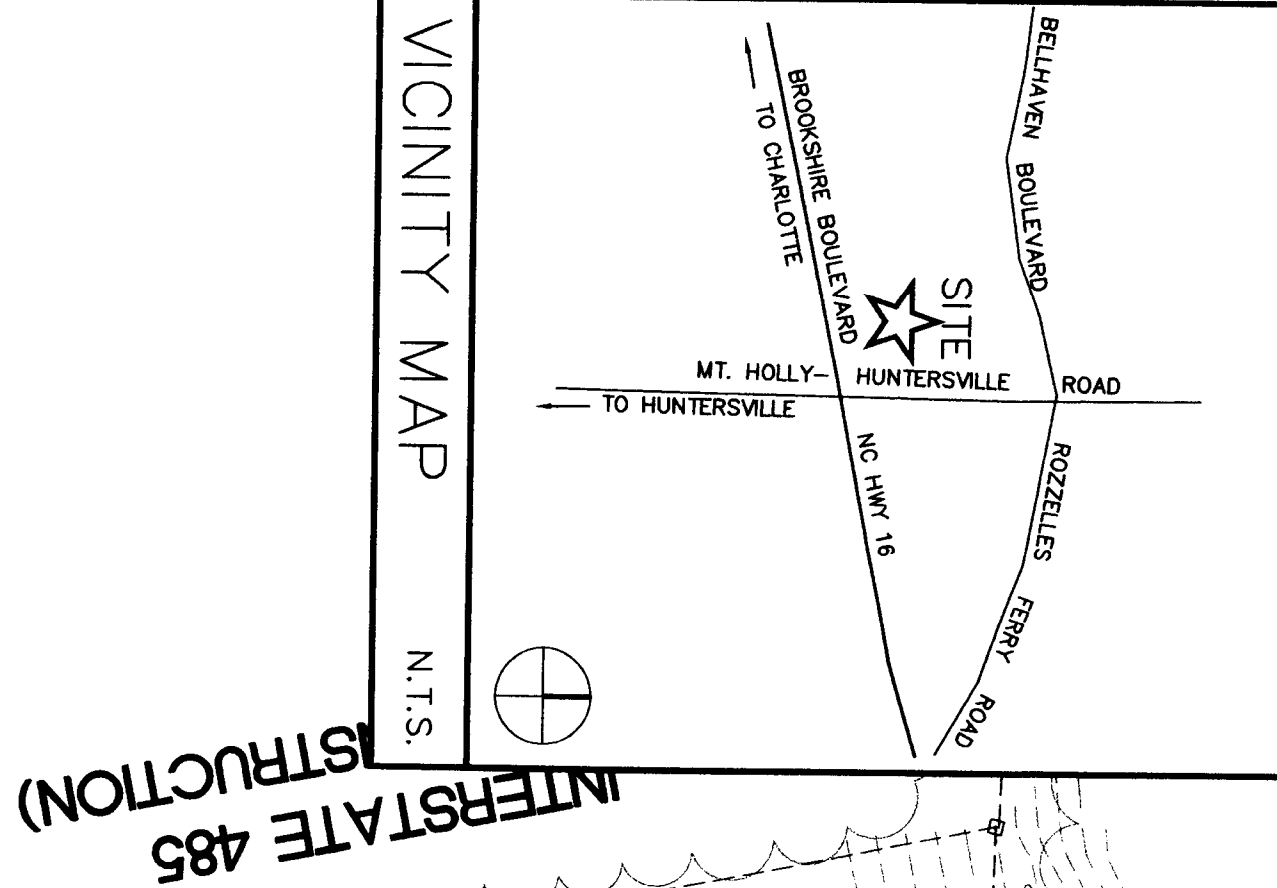 VICINITY MAP
N.T.S.
BELLHAVEN BOULEVARD
BROOKSHIRE BOULEVARD
TO CHARLOTTE
SITE
MT. HOLLY-
HUNTERSVILLE
ROAD
TO HUNTERSVILLE
NC HWY 16
ROZZELLES FERRY ROAD
INTERSTATE 485
NSTRUCTION)